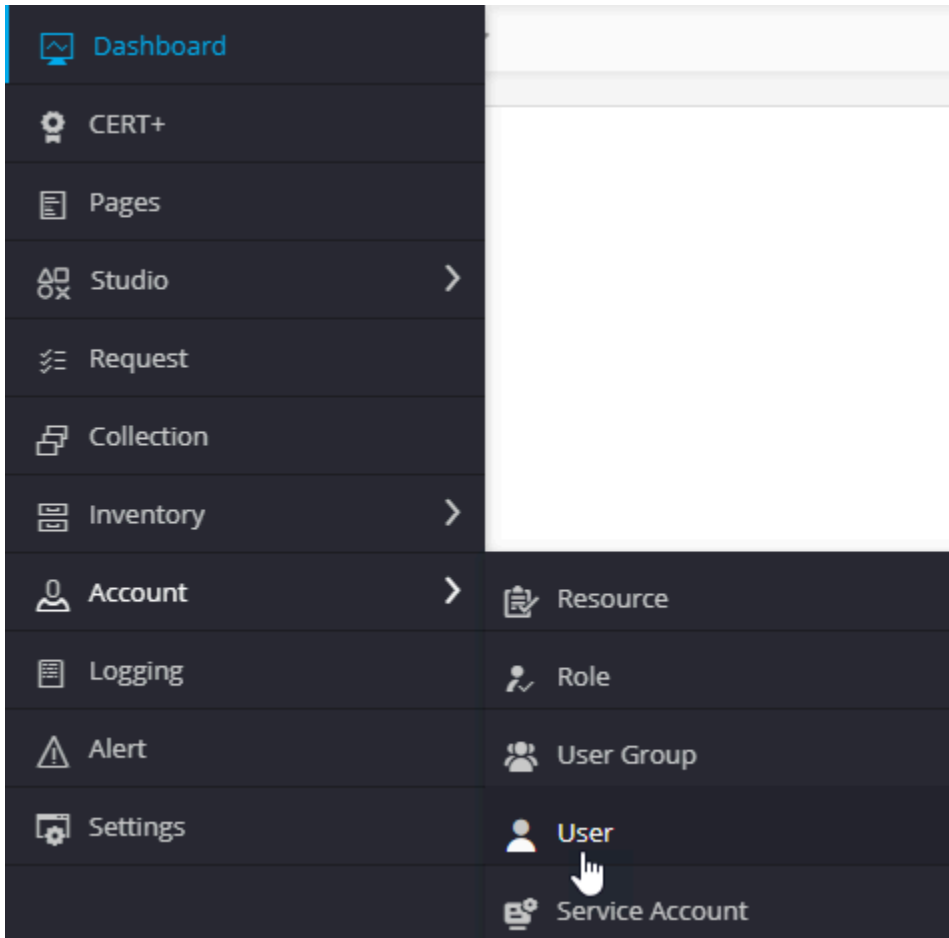 Dashboard
CERT+
Pages
Studio
Request
Collection
Inventory
Account
Logging
Alert
Settings
Resource
Role
User Group
User
Service Account